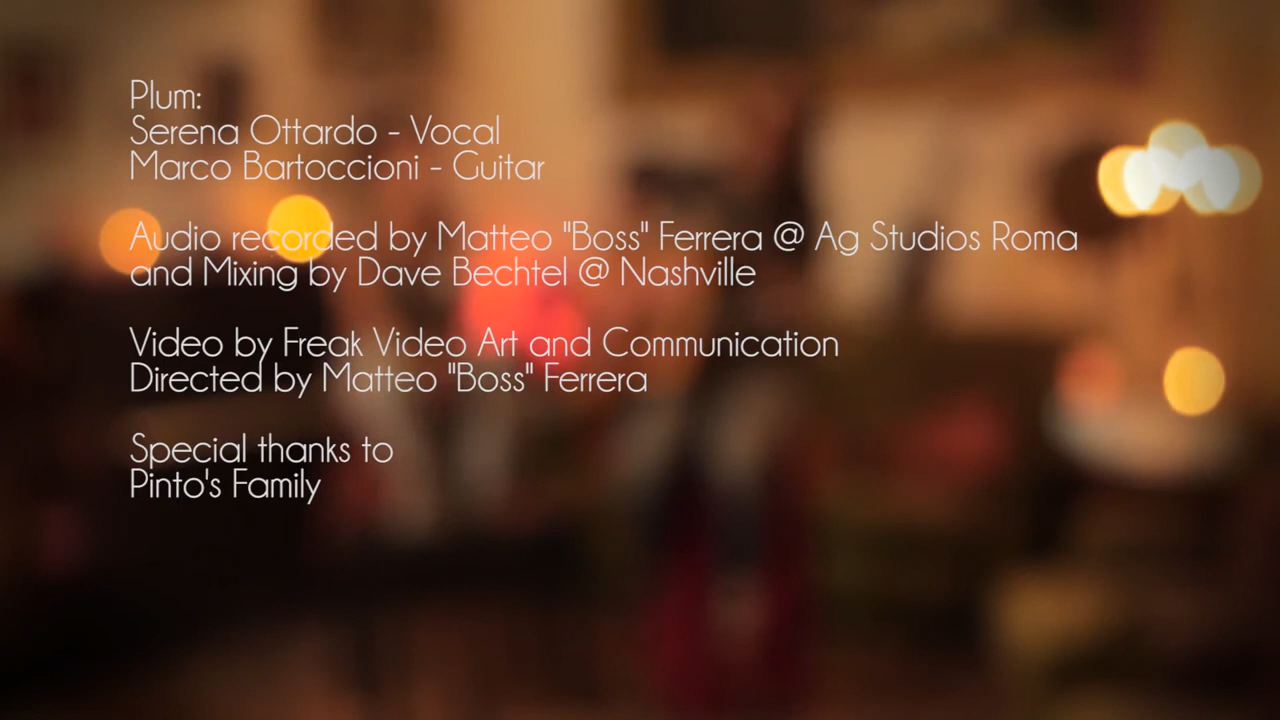 Plum:
Serena Ottardo - Vocal
Marco Bartoccioni - Guitar
Audio recorded by Matteo "Boss" Ferrera @ Ag Studios Roma
and Mixing by Dave Bechtel @ Nashville
Video by Freak Video Art and Communication
Directed by Matteo "Boss" Ferrera
Special thanks to
Pinto's Family